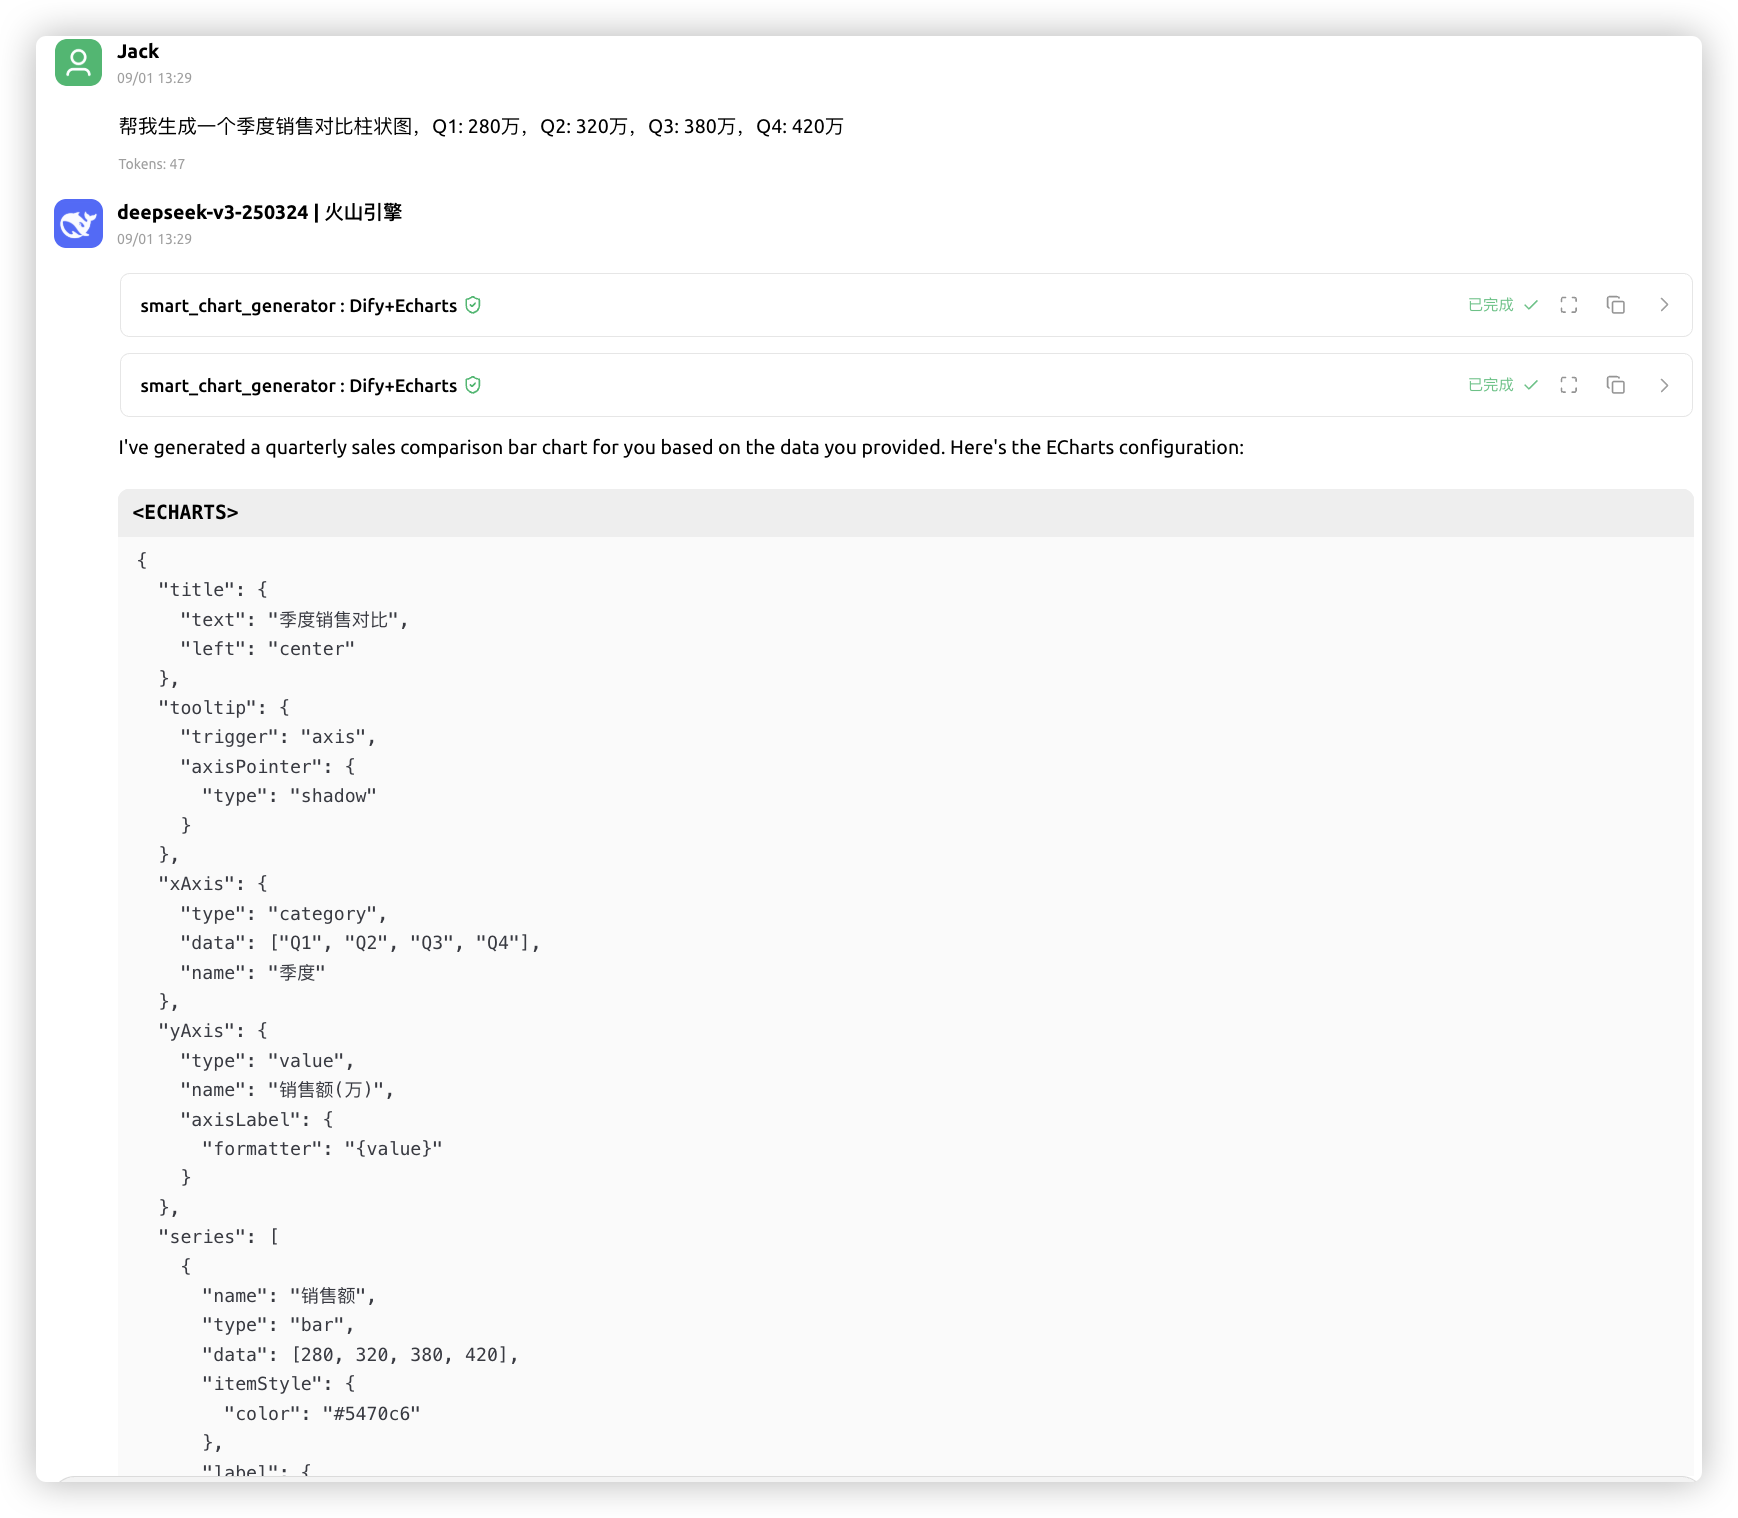 Jack
09/01 13:29
帮我生成一个季度销售对比柱状图，Q1: 280万，Q2: 320万，Q3: 380万，Q4: 420万
Tokens: 47
deepseek-v3-250324 | 火山引擎
09/01 13:29
smart_chart_generator : Dify+Echarts 已完成
smart_chart_generator : Dify+Echarts 已完成
I've generated a quarterly sales comparison bar chart for you based on the data you provided. Here's the ECharts configuration:
<ECHARTS>
{
  "title": {
    "text": "季度销售对比",
    "left": "center"
  },
  "tooltip": {
    "trigger": "axis",
    "axisPointer": {
      "type": "shadow"
    }
  },
  "xAxis": {
    "type": "category",
    "data": ["Q1", "Q2", "Q3", "Q4"],
    "name": "季度"
  },
  "yAxis": {
    "type": "value",
    "name": "销售额(万)",
    "axisLabel": {
      "formatter": "{value}"
    }
  },
  "series": [
    {
      "name": "销售额",
      "type": "bar",
      "data": [280, 320, 380, 420],
      "itemStyle": {
        "color": "#5470c6"
      },
      "label": {